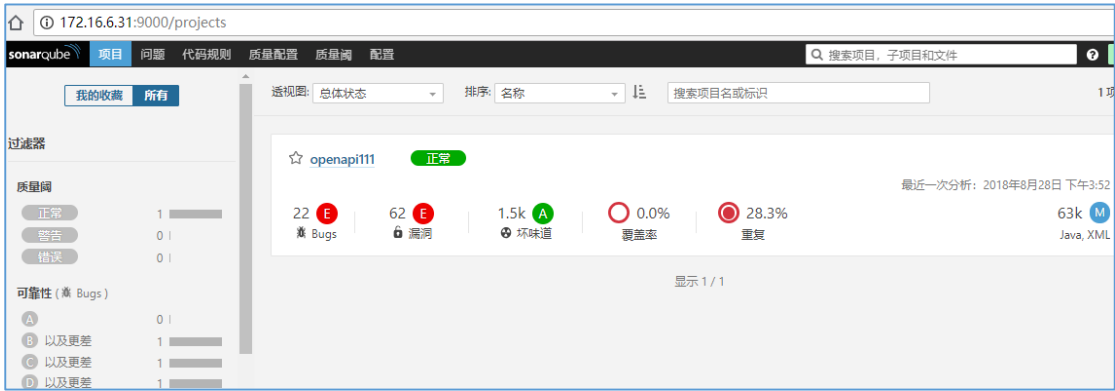 172.16.6.31:9000/projects
sonarqube 项目 问题 代码规则 质量配置 质量阈 配置 搜索项目，子项目和文件 ?
我的收藏 所有
透视图: 总体状态 排序: 名称 搜索项目名或标识 1 项
过滤器
openapi111 正常
质量阈
最近一次分析：2018年8月28日 下午3:52
正常 1
警告 0
错误 0
22 E 62 E 1.5k A 0.0% 28.3% 63k M
Bugs 漏洞 坏味道 覆盖率 重复 Java, XML
显示 1 / 1
可靠性 ( Bugs )
A 0
B 以及更差 1
C 以及更差 1
D 以及更差 1